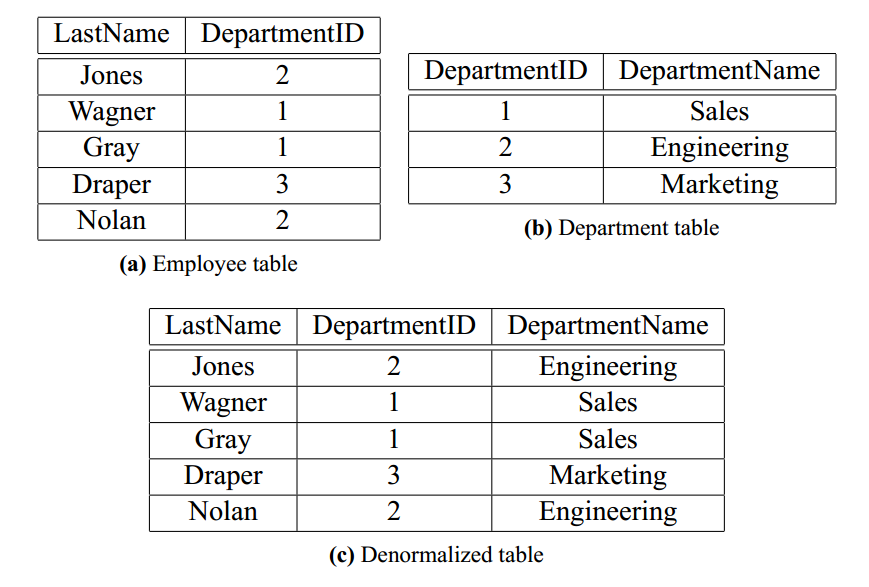 LastName DepartmentID
Jones 2
Wagner 1
Gray 1
Draper 3
Nolan 2
(a) Employee table
DepartmentID DepartmentName
1 Sales
2 Engineering
3 Marketing
(b) Department table
LastName DepartmentID DepartmentName
Jones 2 Engineering
Wagner 1 Sales
Gray 1 Sales
Draper 3 Marketing
Nolan 2 Engineering
(c) Denormalized table